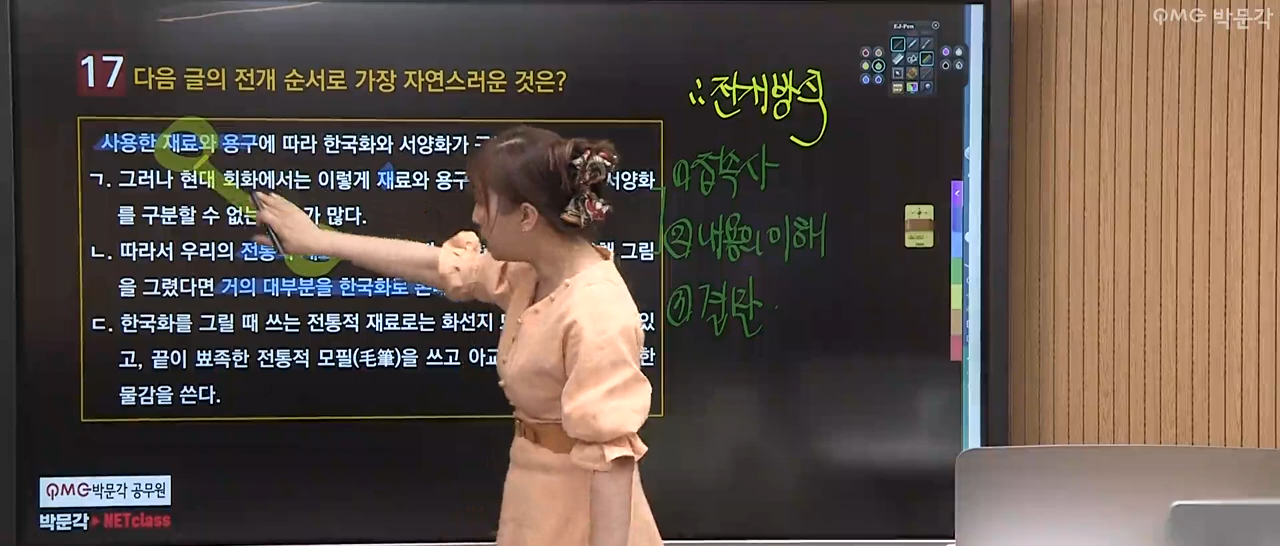 QMG 박문각
EJ-Pen
17 다음 글의 전개 순서로 가장 자연스러운 것은?
∴전개방식
사용한 재료와 용구에 따라 한국화와 서양화가
ㄱ. 그러나 현대 회화에서는 이렇게 재료와 용구 서양화
를 구분할 수 없는 많다.
ㄴ. 따라서 우리의 그림
을 그렸다면 거의 대부분을 한국화로
ㄷ. 한국화를 그릴 때 쓰는 전통적 재료로는 화선지 있
고, 끝이 뾰족한 전통적 모필(毛筆)을 쓰고 한
물감을 쓴다.
①접속사
②내용의 이해
③결론
QMG박문각 공무원
박문각 NETclass